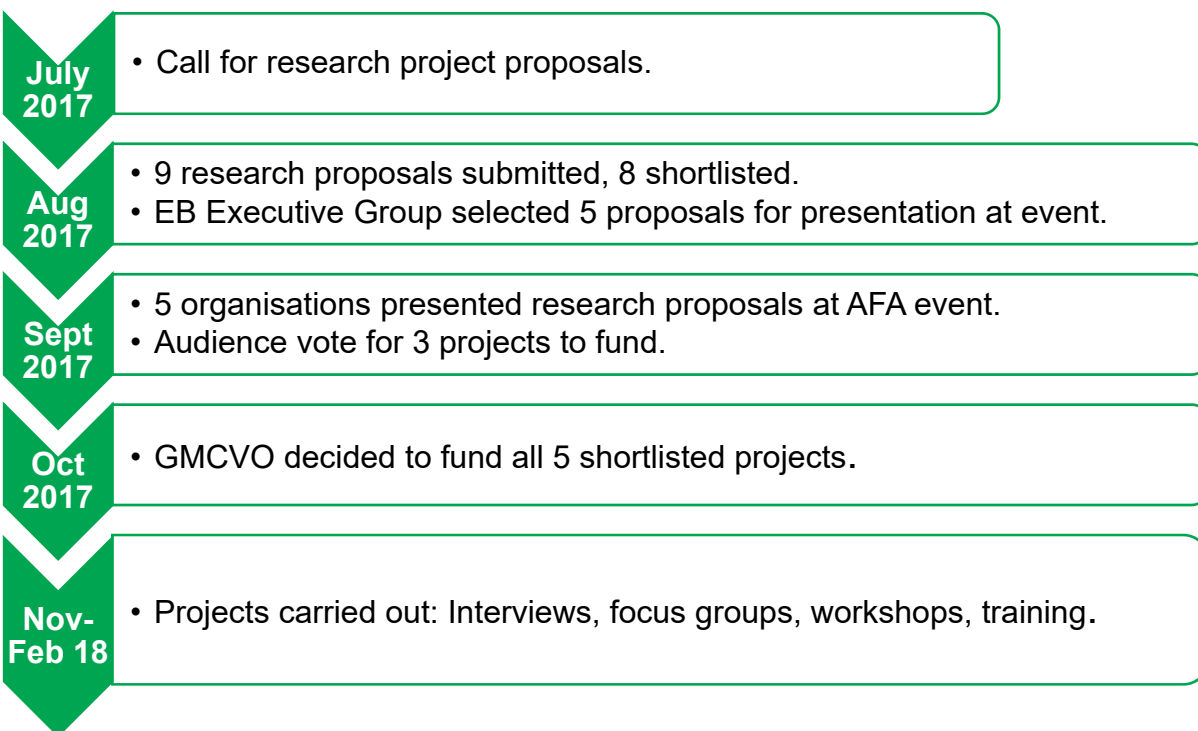 July
2017
• Call for research project proposals.
Aug
2017
• 9 research proposals submitted, 8 shortlisted.
• EB Executive Group selected 5 proposals for presentation at event.
Sept
2017
• 5 organisations presented research proposals at AFA event.
• Audience vote for 3 projects to fund.
Oct
2017
• GMCVO decided to fund all 5 shortlisted projects.
Nov-
Feb 18
• Projects carried out: Interviews, focus groups, workshops, training.